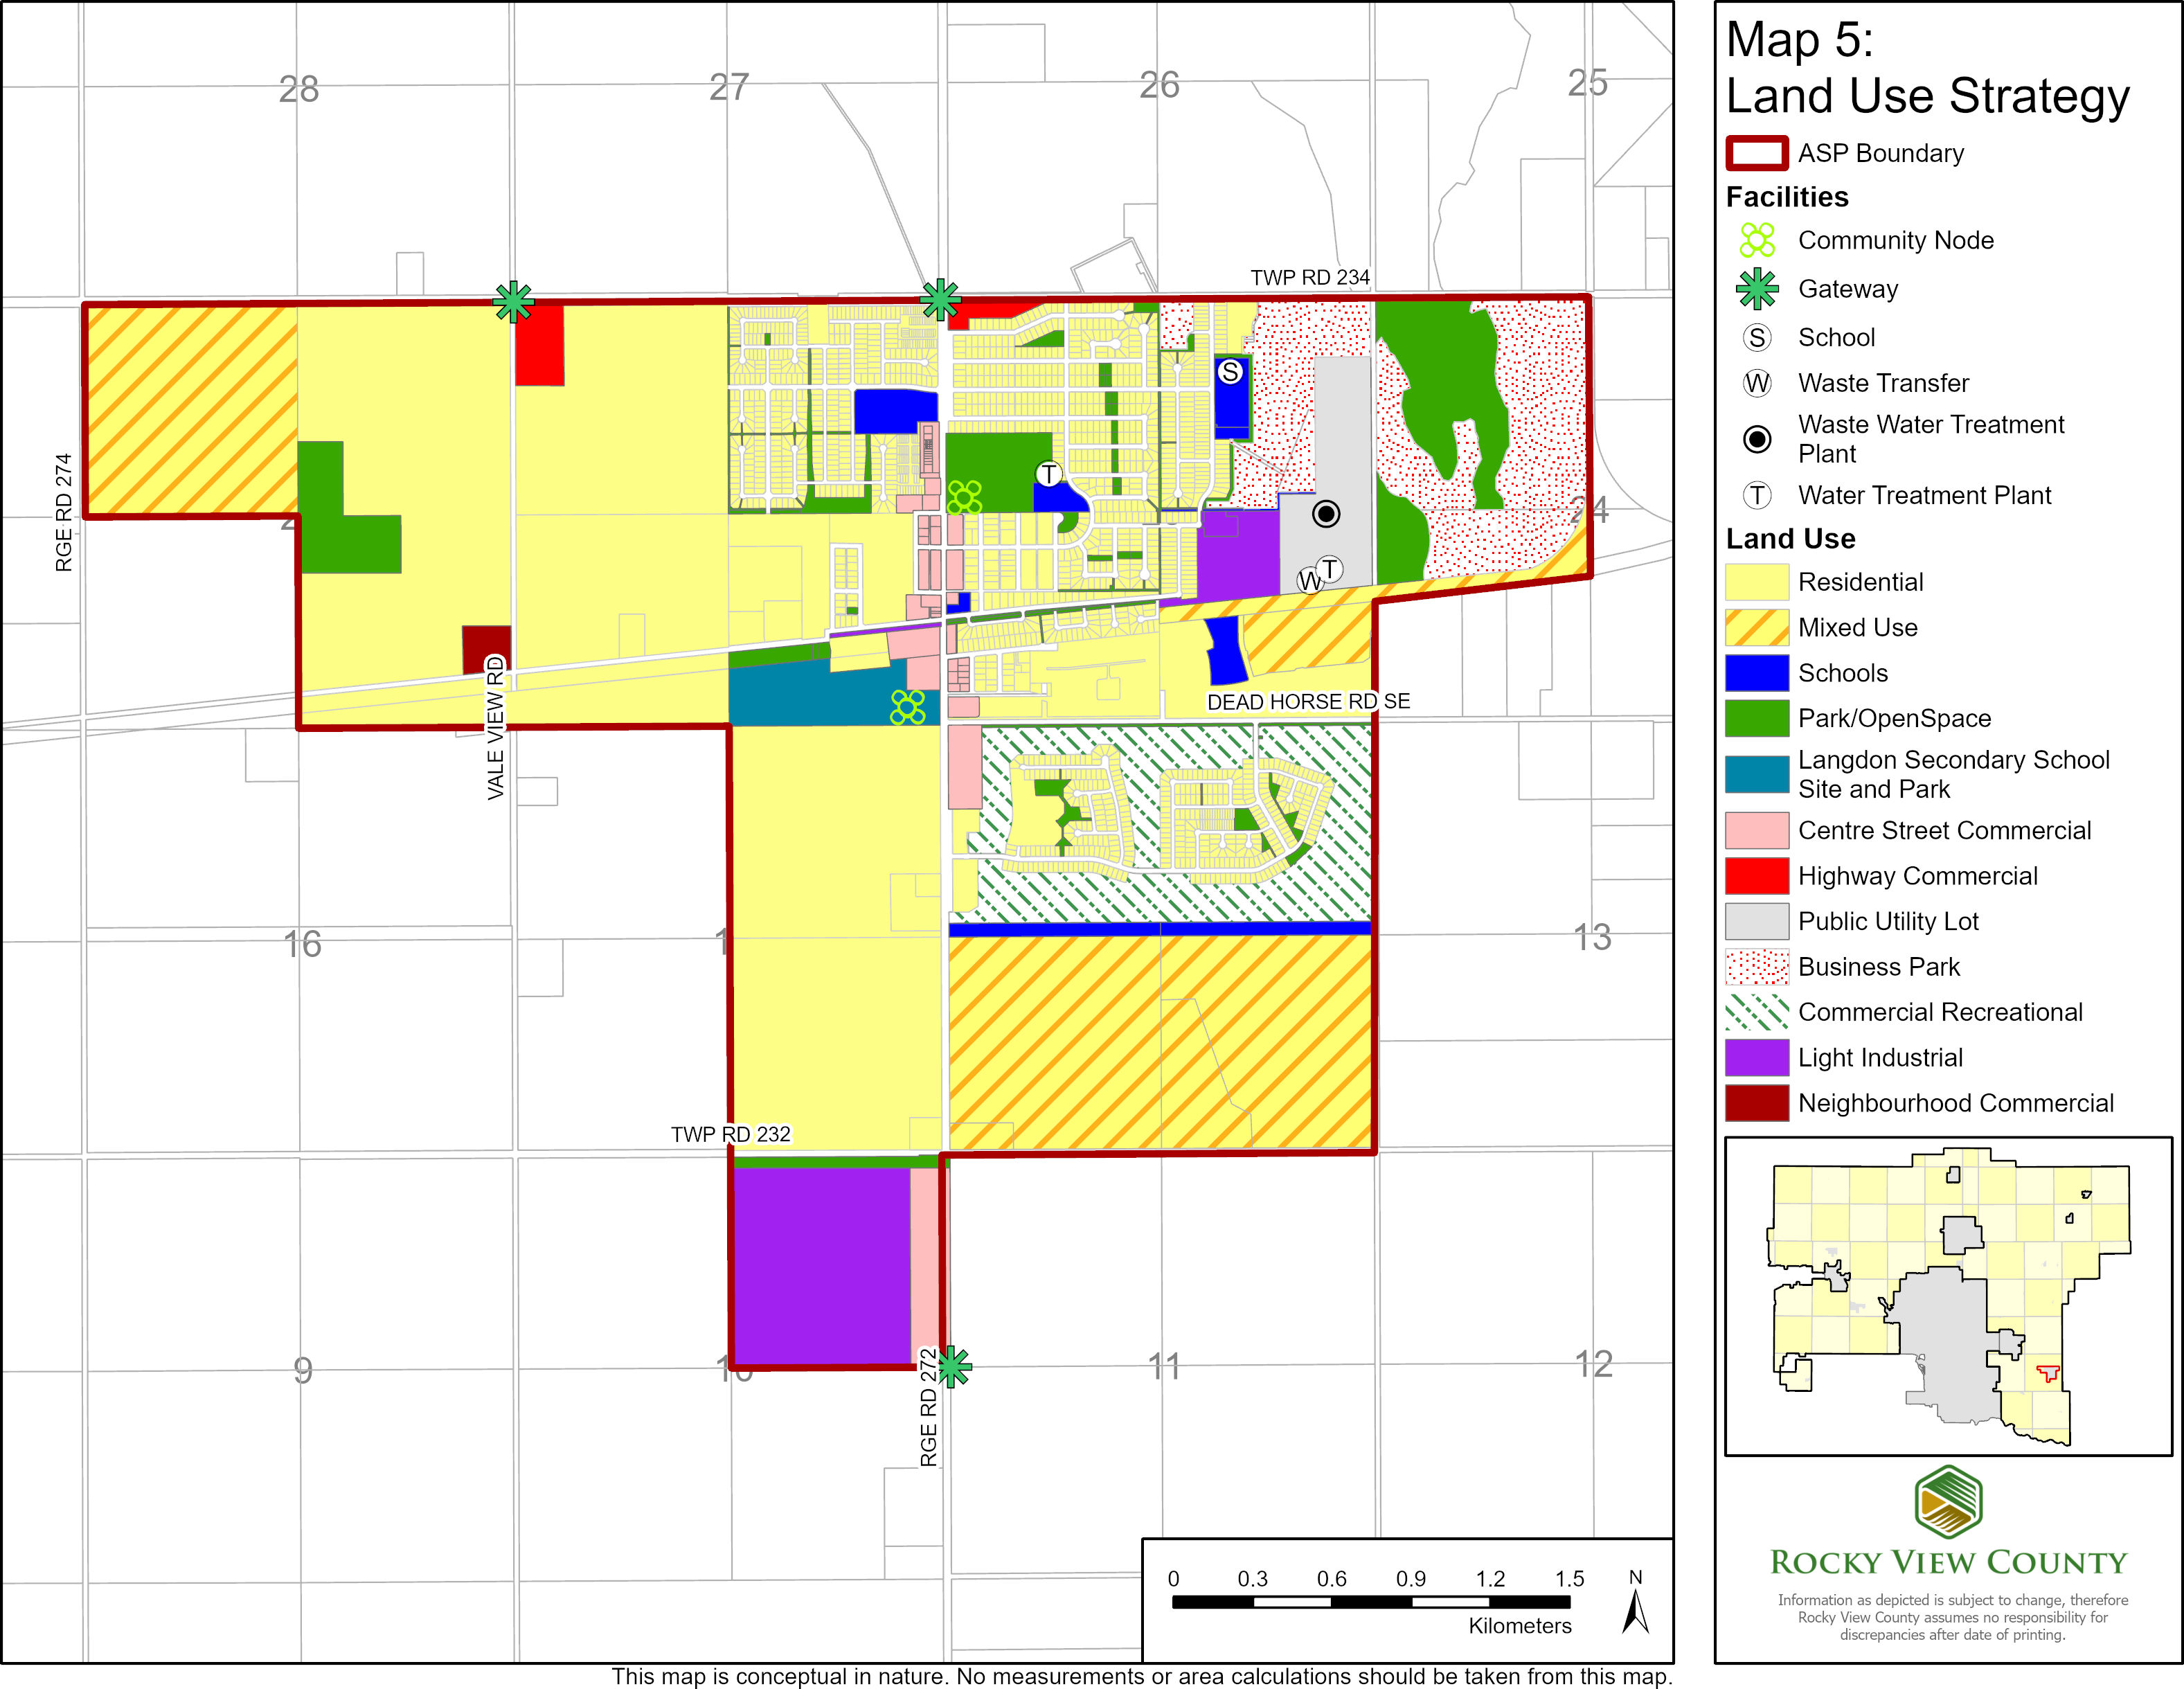 28
27
26
25
TWP RD 234
RGE RD 274
S
T
24
W
T
VALE VIEW RD
DEAD HORSE RD SE
16
13
TWP RD 232
9
10
11
12
RGE RD 272
0 0.3 0.6 0.9 1.2 1.5
Kilometers
N
This map is conceptual in nature. No measurements or area calculations should be taken from this map.
Map 5:
Land Use Strategy
ASP Boundary
Facilities
Community Node
Gateway
S School
W Waste Transfer
Waste Water Treatment
Plant
T Water Treatment Plant
Land Use
Residential
Mixed Use
Schools
Park/OpenSpace
Langdon Secondary School
Site and Park
Centre Street Commercial
Highway Commercial
Public Utility Lot
Business Park
Commercial Recreational
Light Industrial
Neighbourhood Commercial
ROCKY VIEW COUNTY
Information as depicted is subject to change, therefore
Rocky View County assumes no responsibility for
discrepancies after date of printing.